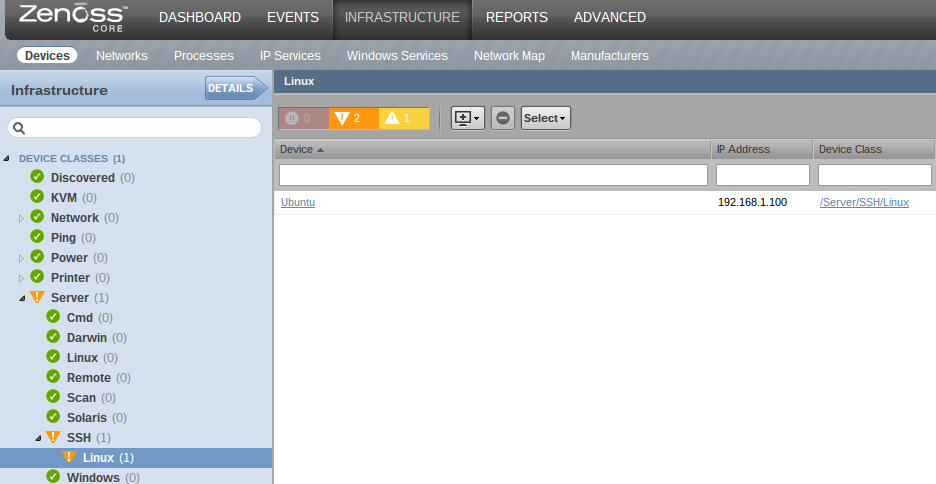 Zenoss™ CORE
DASHBOARD EVENTS INFRASTRUCTURE REPORTS ADVANCED
Devices Networks Processes IP Services Windows Services Network Map Manufacturers
Infrastructure DETAILS
Linux
0 2 1 Select
DEVICE CLASSES (1)
Device IP Address Device Class
Discovered (0)
KVM (0)
Ubuntu 192.168.1.100 /Server/SSH/Linux
Network (0)
Ping (0)
Power (0)
Printer (0)
Server (1)
Cmd (0)
Darwin (0)
Linux (0)
Remote (0)
Scan (0)
Solaris (0)
SSH (1)
Linux (1)
Windows (0)